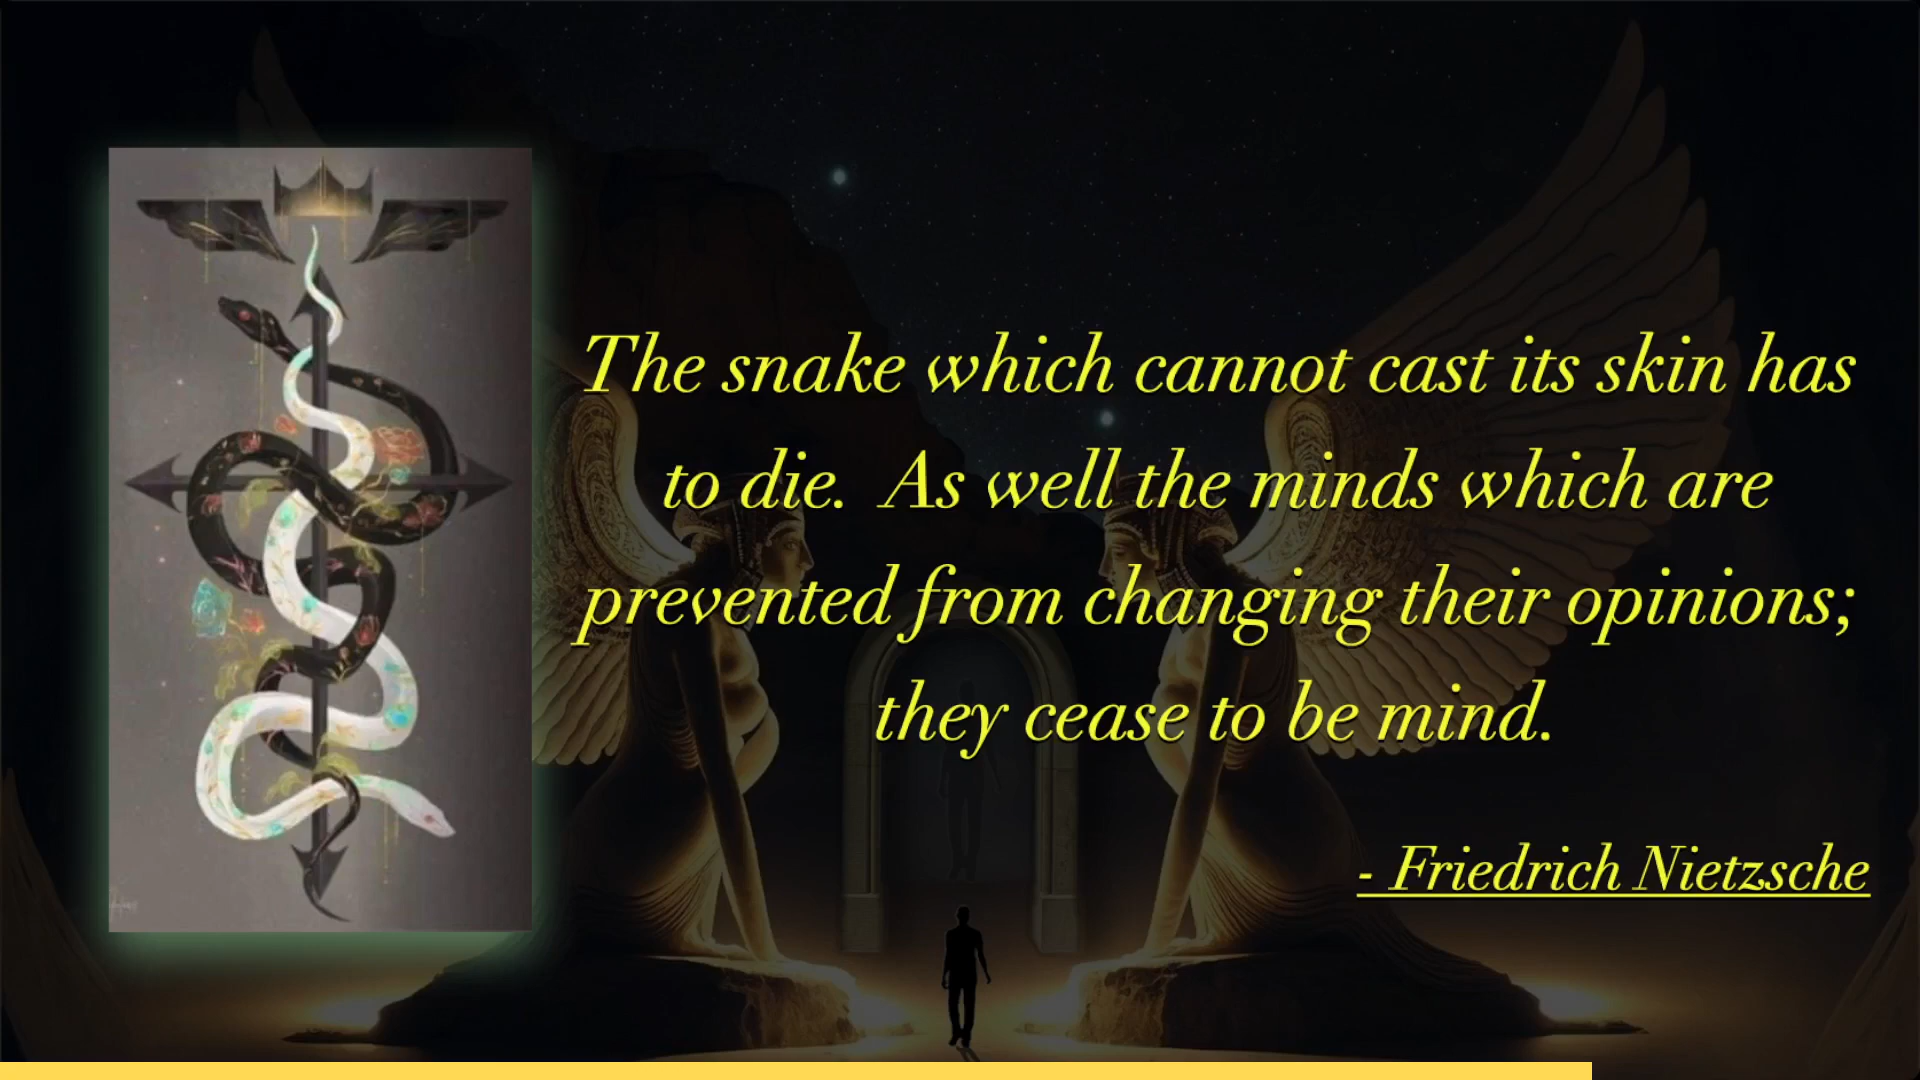 The snake which cannot cast its skin has
to die.  As well the minds which are
prevented from changing their opinions;
they cease to be mind.
- Friedrich Nietzsche